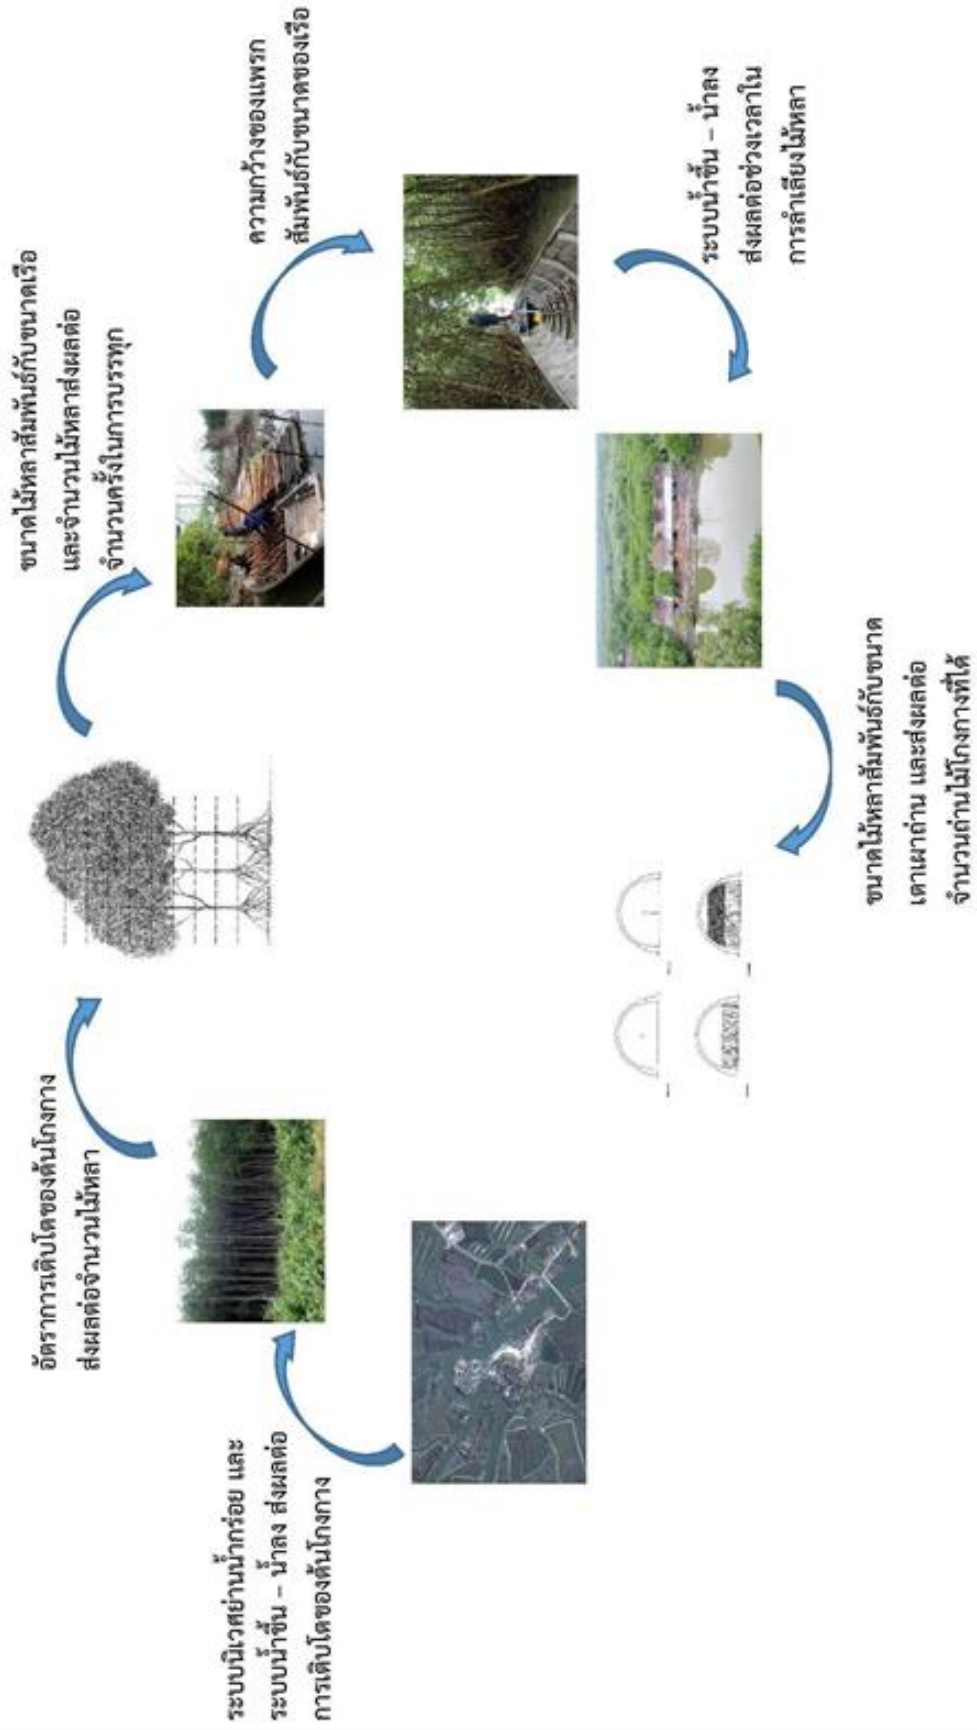 ระบบนิเวศย่านน้ำกร่อย และ
ระบบน้ำขึ้น – น้ำลง ส่งผลต่อ
การเติบโตของต้นโกงกาง
อัตราการเติบโตของต้นโกงกาง
ส่งผลต่อจำนวนไม้หลา
ขนาดไม้หลาสัมพันธ์กับขนาดเรือ
และจำนวนไม้หลาส่งผลต่อ
จำนวนครั้งในการบรรทุก
ความกว้างของแพรก
สัมพันธ์กับขนาดของเรือ
ระบบน้ำขึ้น – น้ำลง
ส่งผลต่อช่วงเวลาใน
การลำเลียงไม้หลา
ขนาดไม้หลาสัมพันธ์กับขนาด
เตาเผาถ่าน และส่งผลต่อ
จำนวนถ่านไม้โกงกางที่ได้